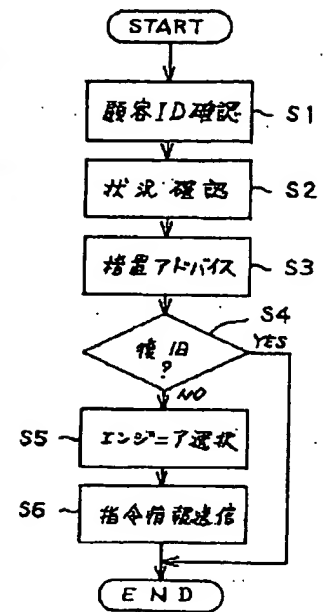 START
顧客ID確認
S1
状況確認
S2
措置アドバイス
S3
S4
復旧
?
YES
NO
S5
エンジニア選択
S6
指令情報送信
END